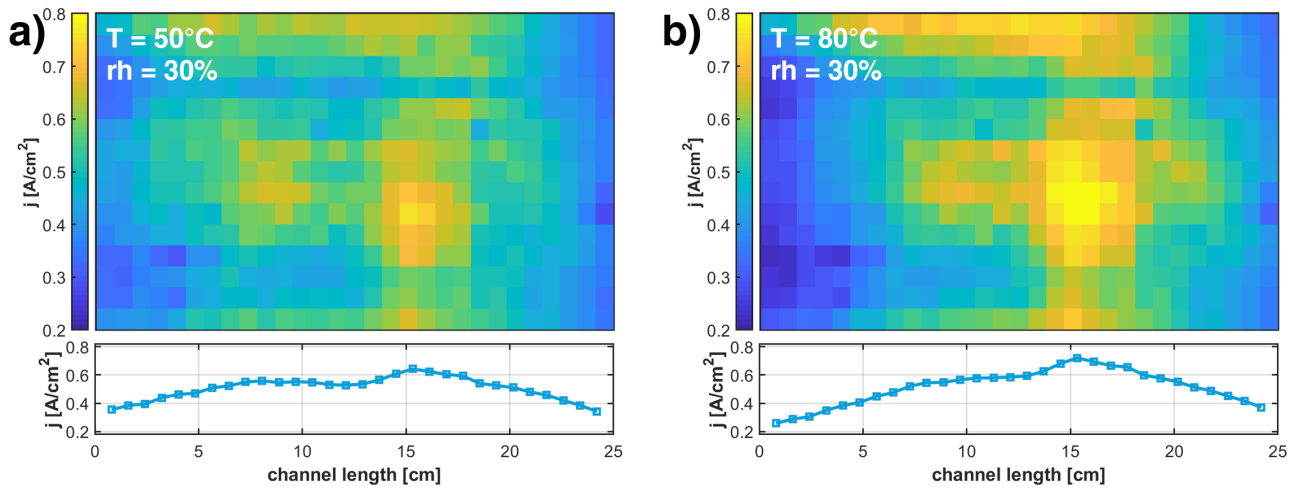 a)
T = 50°C
rh = 30%
j [A/cm²]
0.8
0.7
0.6
0.5
0.4
0.3
0.2
j [A/cm²]
0.8
0.6
0.4
0.2
0 5 10 15 20 25
channel length [cm]
b)
T = 80°C
rh = 30%
j [A/cm²]
0.8
0.7
0.6
0.5
0.4
0.3
0.2
j [A/cm²]
0.8
0.6
0.4
0.2
0 5 10 15 20 25
channel length [cm]